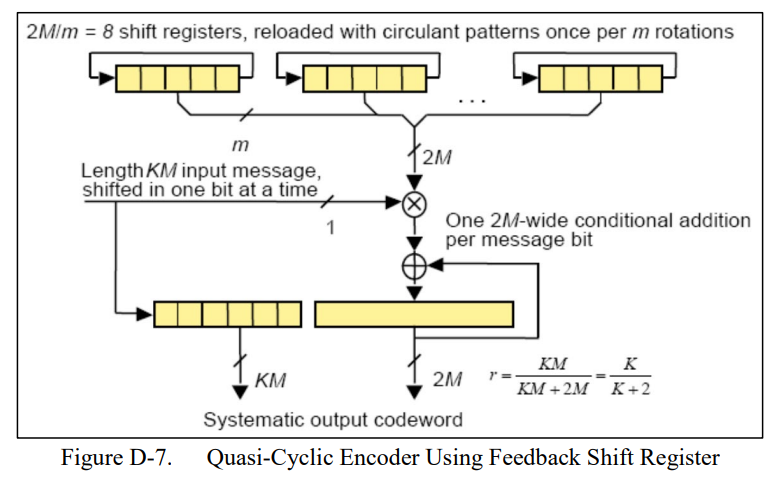 2M/m = 8 shift registers, reloaded with circulant patterns once per m rotations
. . .
m
2M
Length KM input message,
shifted in one bit at a time
1
One 2M-wide conditional addition
per message bit
KM
2M
r = KM / (KM + 2M) = K / (K + 2)
Systematic output codeword
Figure D-7. Quasi-Cyclic Encoder Using Feedback Shift Register